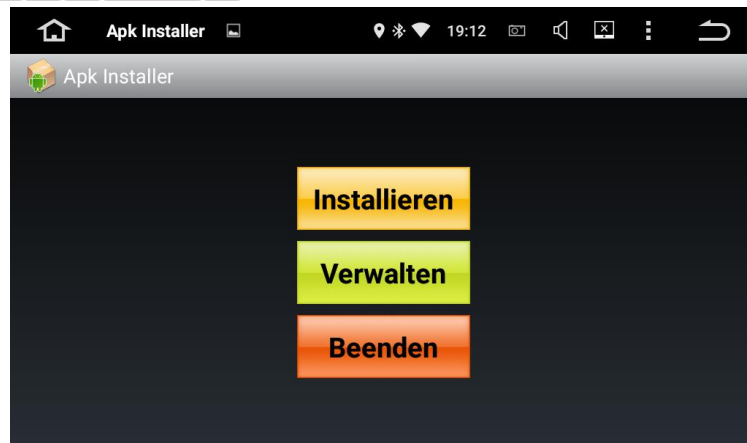 Apk Installer 19:12
Apk Installer
Installieren
Verwalten
Beenden